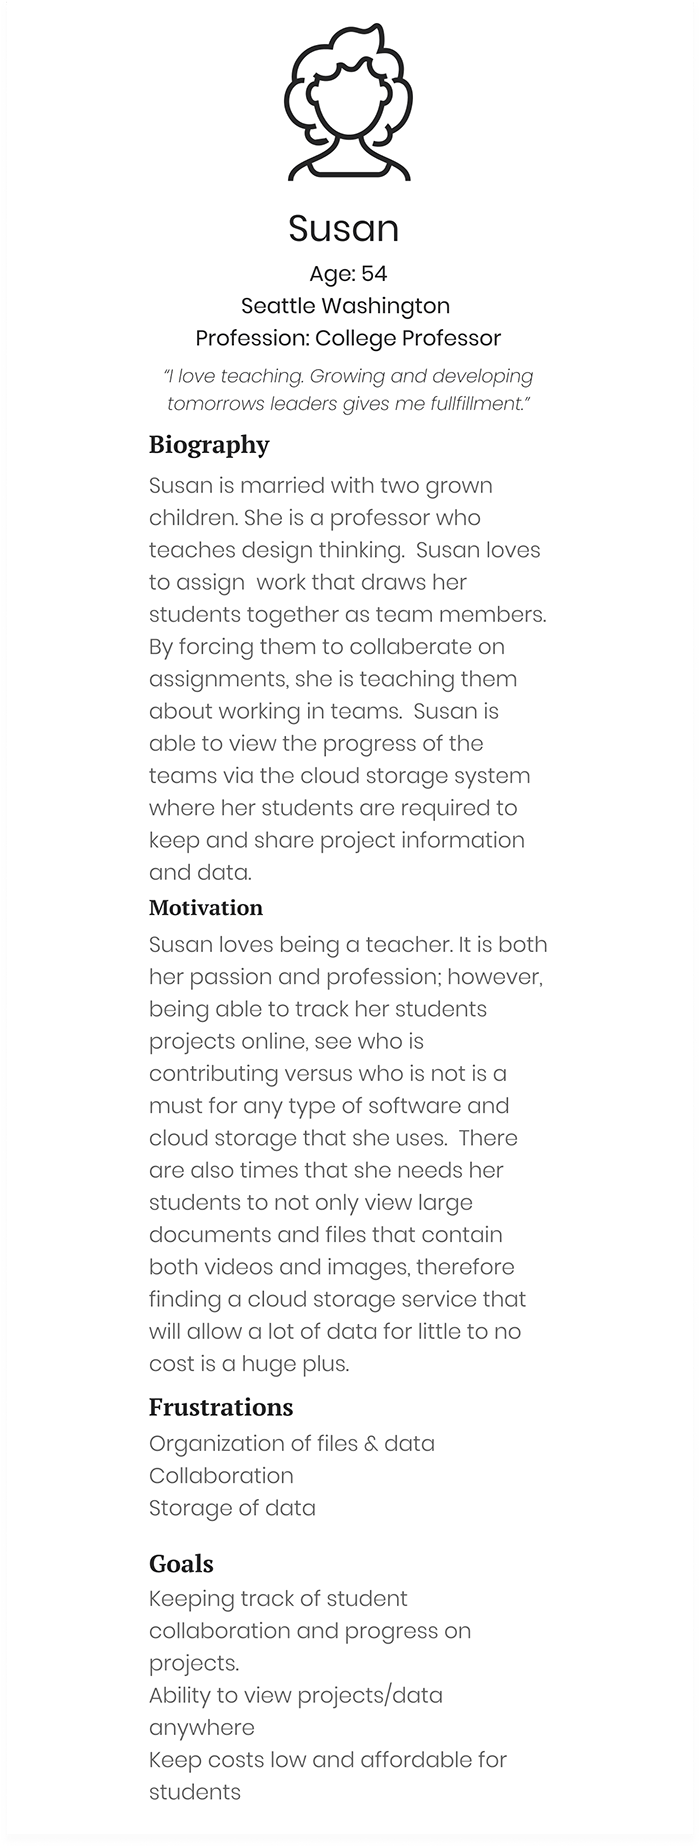 Susan
Age: 54
Seattle Washington
Profession: College Professor
“I love teaching. Growing and developing
tomorrows leaders gives me fullfillment.”
Biography
Susan is married with two grown
children. She is a professor who
teaches design thinking.  Susan loves
to assign  work that draws her
students together as team members.
By forcing them to collaberate on
assignments, she is teaching them
about working in teams.  Susan is
able to view the progress of the
teams via the cloud storage system
where her students are required to
keep and share project information
and data.
Motivation
Susan loves being a teacher. It is both
her passion and profession; however,
being able to track her students
projects online, see who is
contributing versus who is not is a
must for any type of software and
cloud storage that she uses.  There
are also times that she needs her
students to not only view large
documents and files that contain
both videos and images, therefore
finding a cloud storage service that
will allow a lot of data for little to no
cost is a huge plus.
Frustrations
Organization of files & data
Collaboration
Storage of data
Goals
Keeping track of student
collaboration and progress on
projects.
Ability to view projects/data
anywhere
Keep costs low and affordable for
students